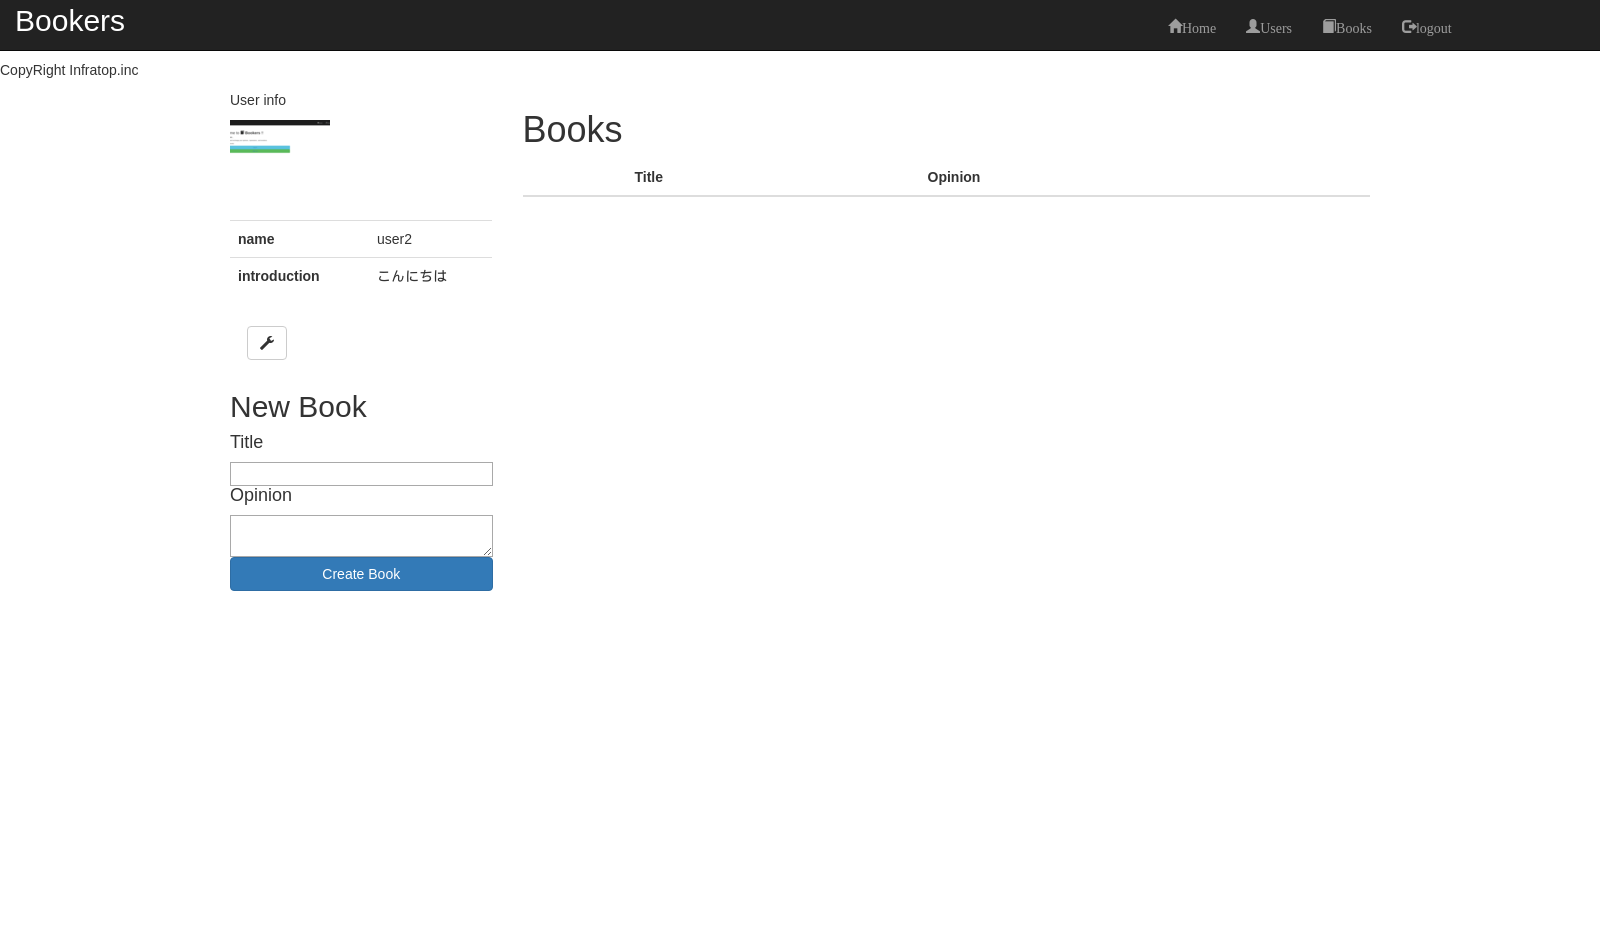 Bookers
Home Users Books logout
CopyRight Infratop.inc
User info
Books
Title Opinion
name user2
introduction こんにちは
New Book
Title
Opinion
Create Book